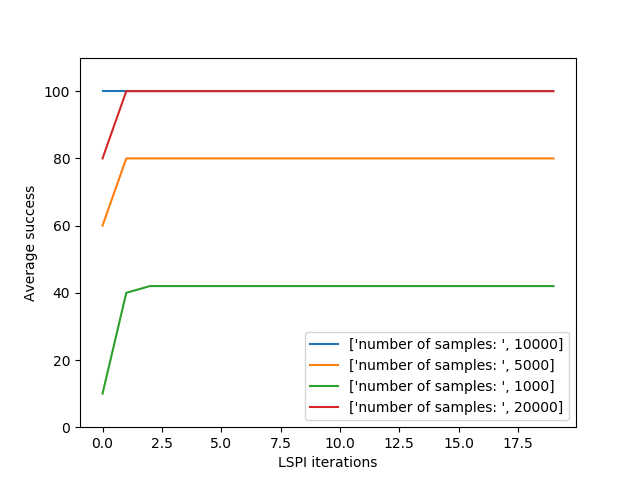 100
80
60
40
20
0
Average success
['number of samples: ', 10000]
['number of samples: ', 5000]
['number of samples: ', 1000]
['number of samples: ', 20000]
0.0 2.5 5.0 7.5 10.0 12.5 15.0 17.5
LSPI iterations